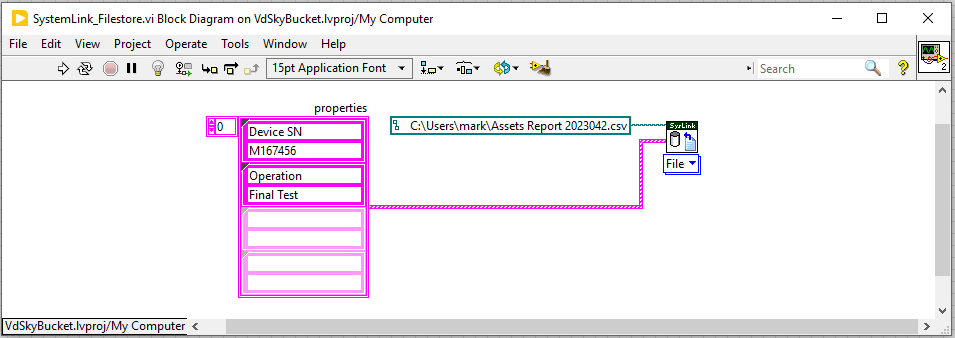 SystemLink_Filestore.vi Block Diagram on VdSkyBucket.lvproj/My Computer
File Edit View Project Operate Tools Window Help
15pt Application Font
Search
?
2
properties
0
Device SN
M167456
Operation
Final Test
C:\Users\mark\Assets Report 2023042.csv
SysLink
File
VdSkyBucket.lvproj/My Computer